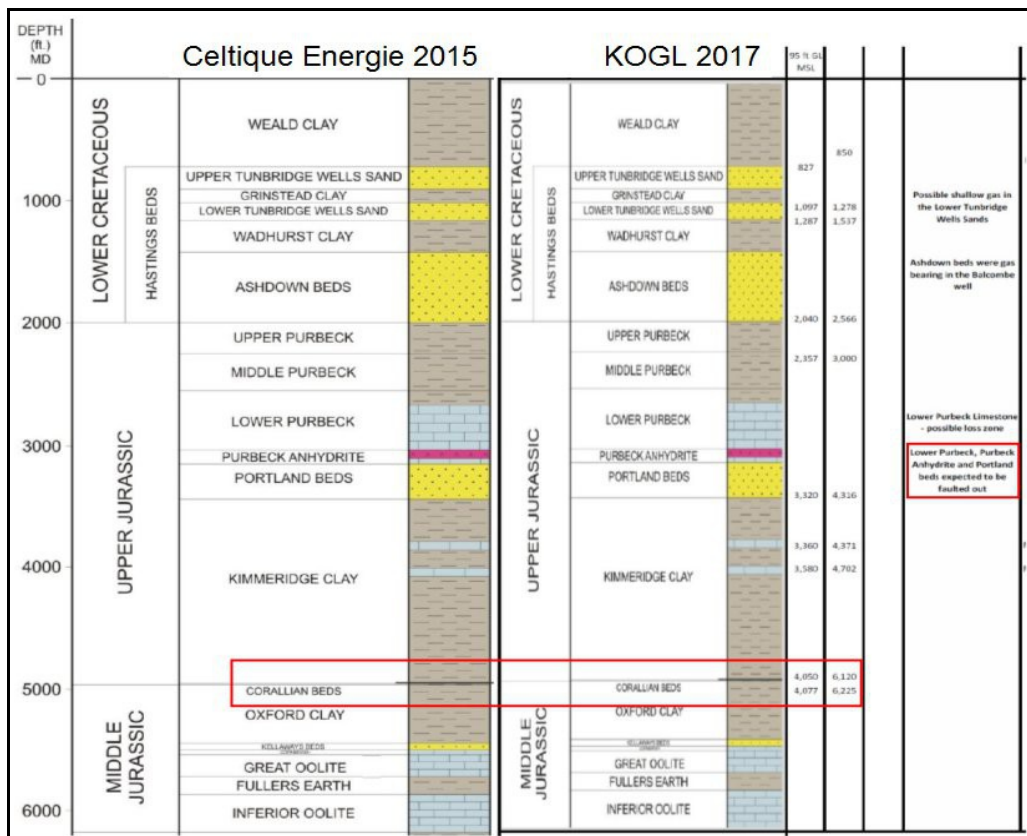 DEPTH
(ft.)
MD
Celtique Energie 2015
KOGL 2017
95 ft GL
MSL
0
1000
2000
3000
4000
5000
6000
LOWER CRETACEOUS
HASTINGS BEDS
UPPER JURASSIC
MIDDLE
JURASSIC
WEALD CLAY
UPPER TUNBRIDGE WELLS SAND
GRINSTEAD CLAY
LOWER TUNBRIDGE WELLS SAND
WADHURST CLAY
ASHDOWN BEDS
UPPER PURBECK
MIDDLE PURBECK
LOWER PURBECK
PURBECK ANHYDRITE
PORTLAND BEDS
KIMMERIDGE CLAY
CORALLIAN BEDS
OXFORD CLAY
KELLAWAYS BEDS
GREAT OOLITE
FULLERS EARTH
INFERIOR OOLITE
LOWER CRETACEOUS
HASTINGS BEDS
UPPER JURASSIC
MIDDLE
JURASSIC
WEALD CLAY
UPPER TUNBRIDGE WELLS SAND
GRINSTEAD CLAY
LOWER TUNBRIDGE WELLS SAND
WADHURST CLAY
ASHDOWN BEDS
UPPER PURBECK
MIDDLE PURBECK
LOWER PURBECK
PURBECK ANHYDRITE
PORTLAND BEDS
KIMMERIDGE CLAY
CORALLIAN BEDS
OXFORD CLAY
KELLAWAYS BEDS
GREAT OOLITE
FULLERS EARTH
INFERIOR OOLITE
850
827
1,097 1,278
1,287 1,537
2,040 2,566
2,357 3,000
3,320 4,316
3,360 4,371
3,580 4,702
4,050 6,120
4,077 6,225
Possible shallow gas in
the Lower Tunbridge
Wells Sands
Ashdown beds were gas
bearing in the Balcombe
well
Lower Purbeck Limestone
- possible loss zone
Lower Purbeck, Purbeck
Anhydrite and Portland
beds expected to be
faulted out